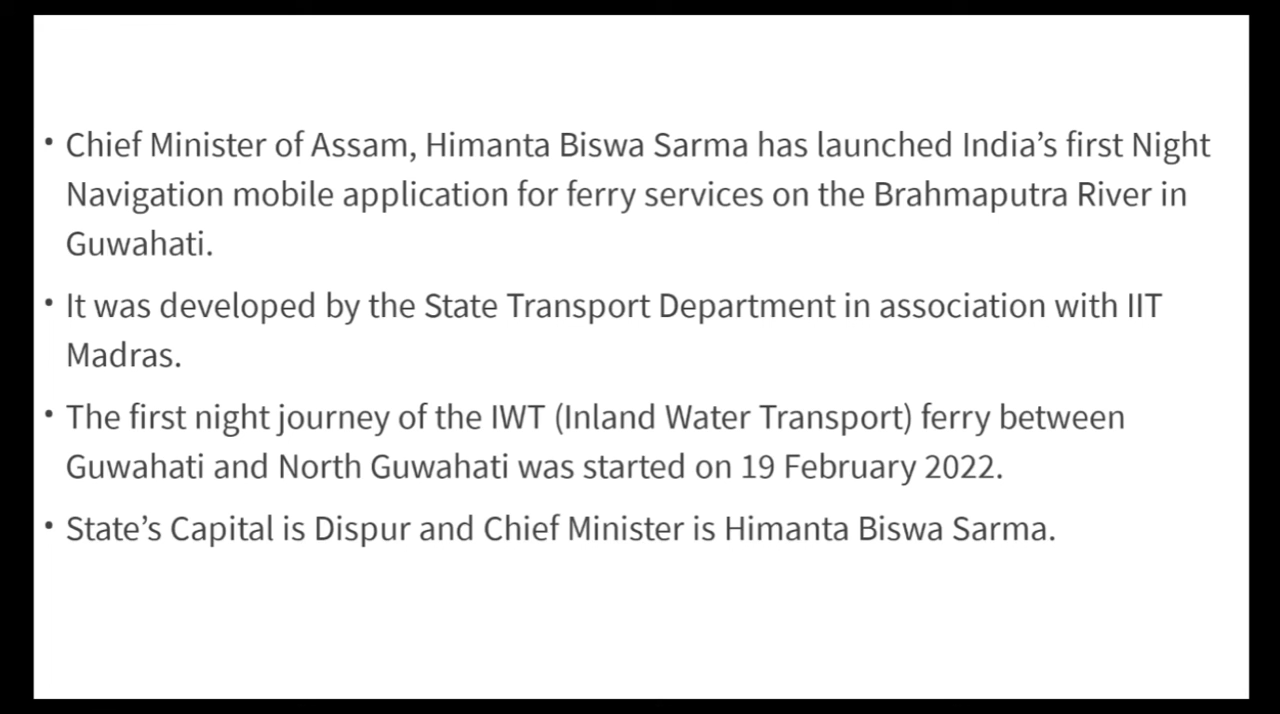 • Chief Minister of Assam, Himanta Biswa Sarma has launched India’s first Night
Navigation mobile application for ferry services on the Brahmaputra River in
Guwahati.
• It was developed by the State Transport Department in association with IIT
Madras.
• The first night journey of the IWT (Inland Water Transport) ferry between
Guwahati and North Guwahati was started on 19 February 2022.
• State’s Capital is Dispur and Chief Minister is Himanta Biswa Sarma.